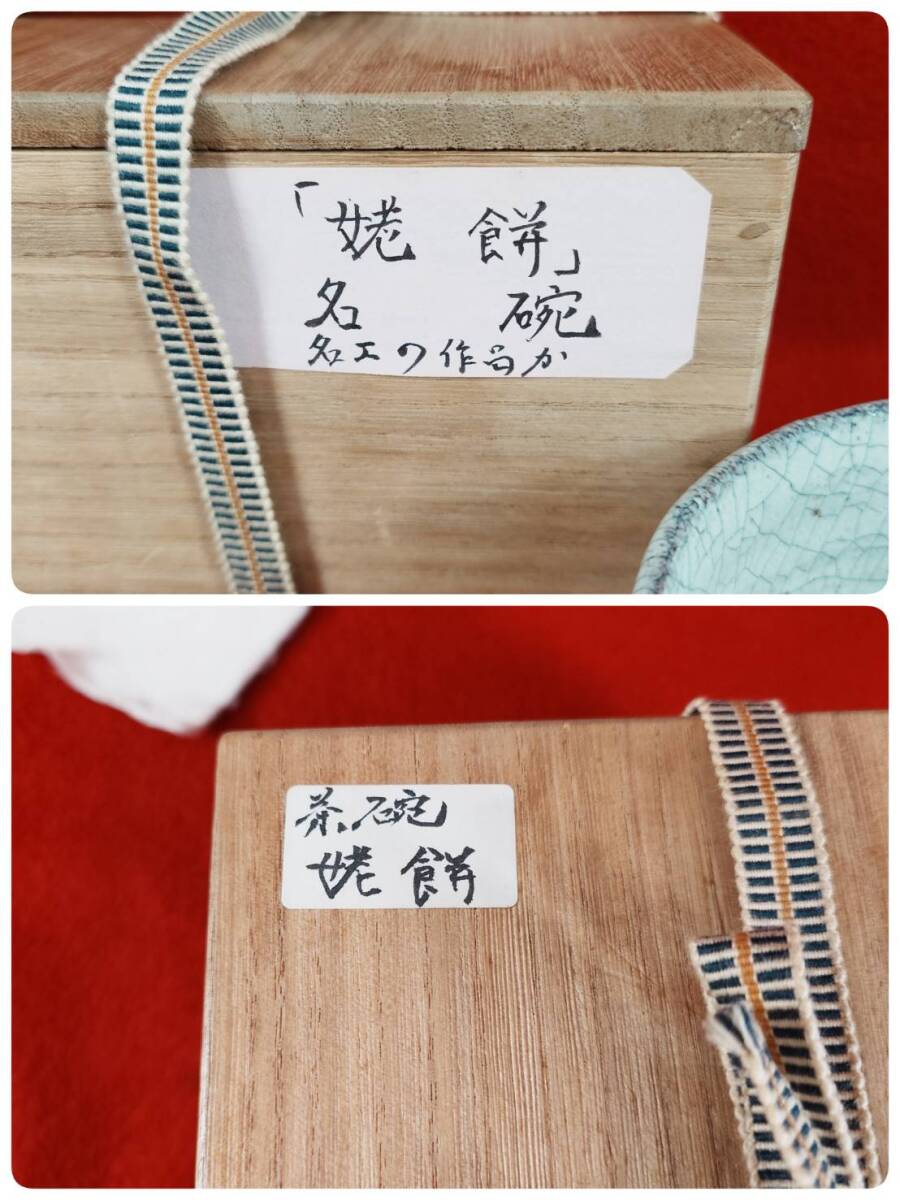 「姥 餅」
名 碗
名工の作品か
茶碗
姥餅